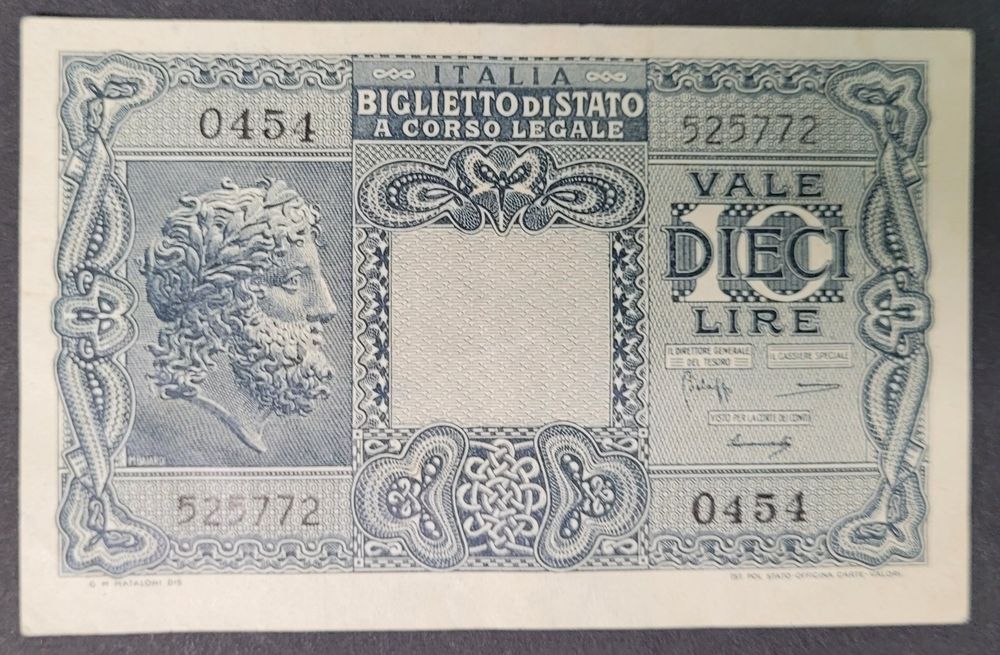 ITALIA
BIGLIETTO DI STATO
A CORSO LEGALE
0454
525772
VALE
10
DIECI
LIRE
IL DIRETTORE GENERALE
DEL TESORO
IL CASSIERE SPECIALE
VISTO PER LA CORTE DEI CONTI
525772
0454
G M MATALONI DIS
IST. POL. STATO-OFFICINA CARTE-VALORI